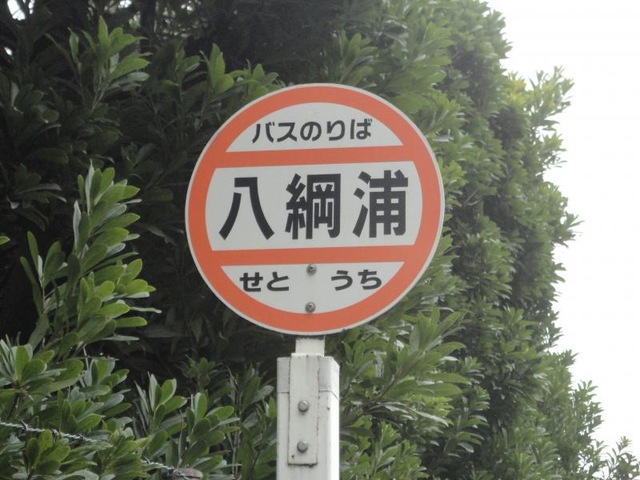 バスのりば
八綱浦
せと うち